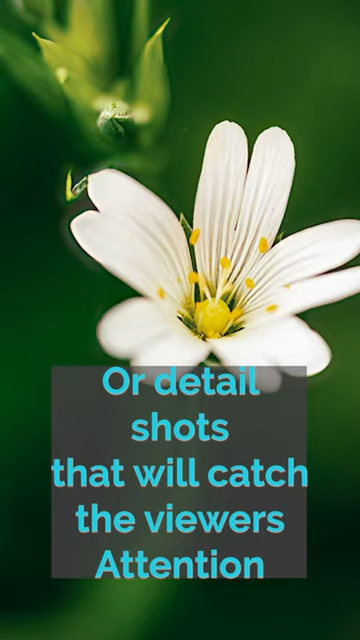 Or detail
shots
that will catch
the viewers
Attention